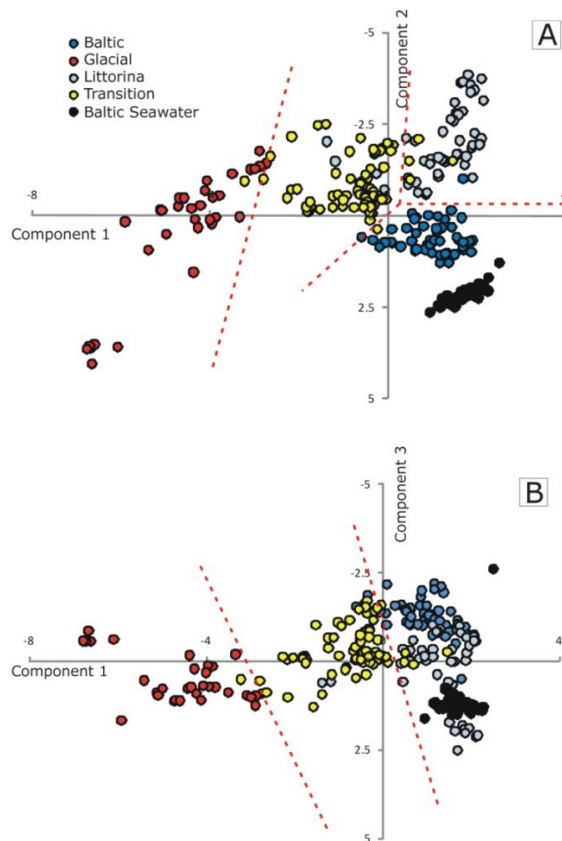 -5
A
Baltic
Glacial
Littorina
Transition
Baltic Seawater
Component 2
-2.5
-8
Component 1
2.5
5
-5
B
Component 3
-2.5
-8
-4
4
Component 1
2.5
5